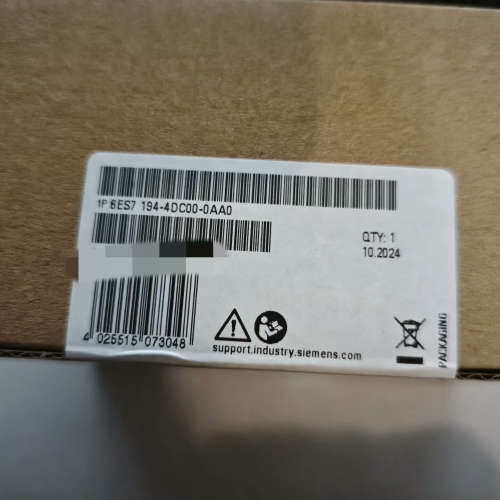 1P 6ES7 194-4DC00-0AA0
QTY: 1
10.2024
4 025515 073048
support.industry.siemens.com
PACKAGING